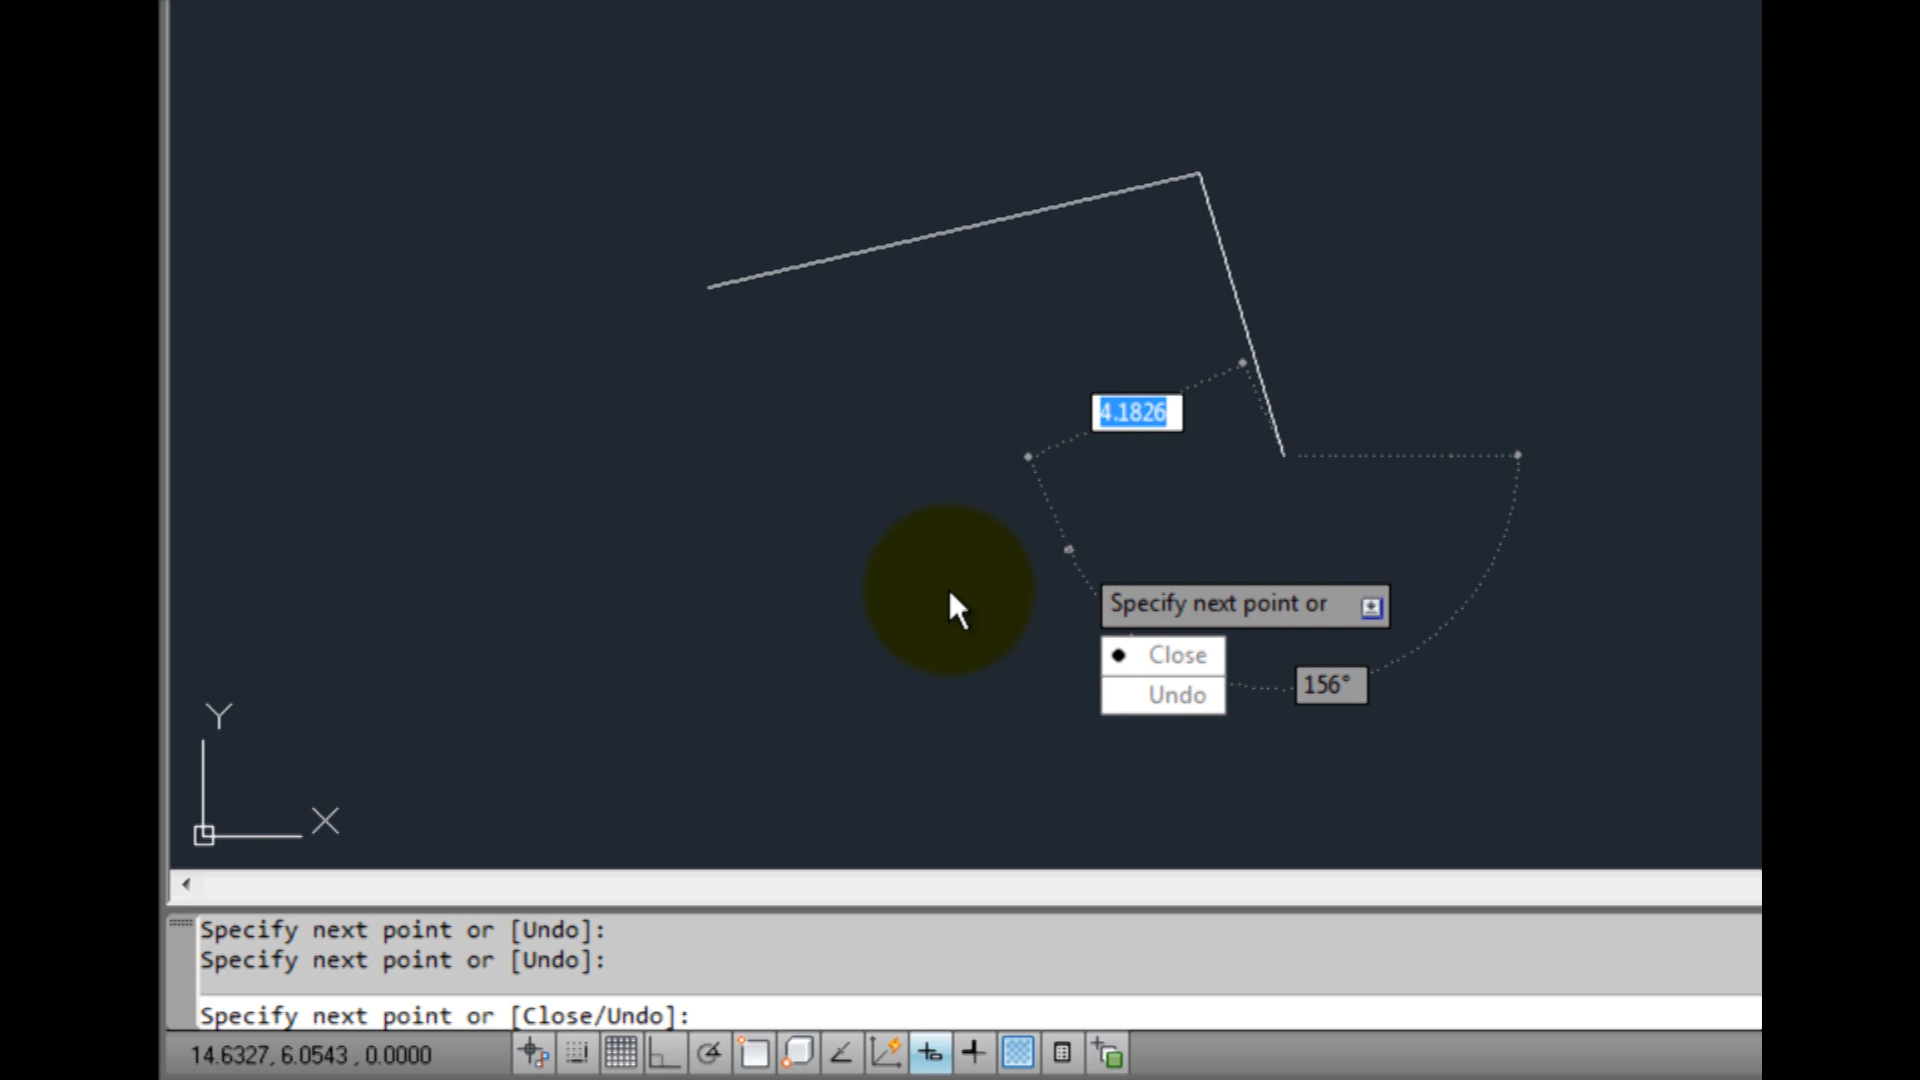 4.1826
Specify next point or
Close
Undo
156°
Y
X
Specify next point or [Undo]:
Specify next point or [Undo]:
Specify next point or [Close/Undo]:
14.6327, 6.0543 , 0.0000